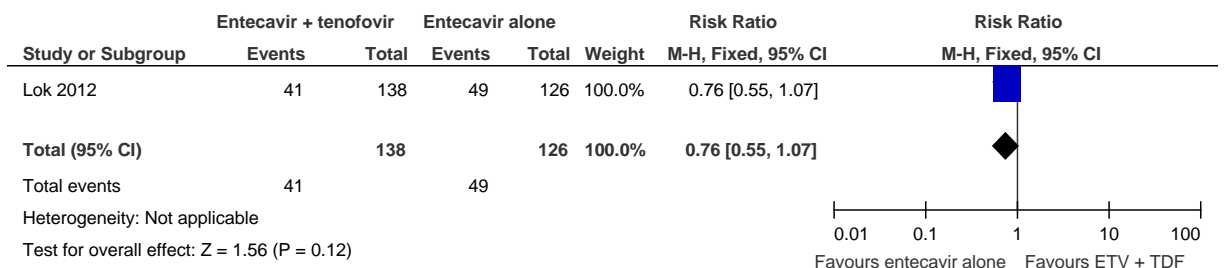 Entecavir + tenofovir Entecavir alone Risk Ratio Risk Ratio
Study or Subgroup Events Total Events Total Weight M-H, Fixed, 95% CI M-H, Fixed, 95% CI
Lok 2012 41 138 49 126 100.0% 0.76 [0.55, 1.07]
Total (95% CI) 138 126 100.0% 0.76 [0.55, 1.07]
Total events 41 49
Heterogeneity: Not applicable
Test for overall effect: Z = 1.56 (P = 0.12)
0.01 0.1 1 10 100
Favours entecavir alone Favours ETV + TDF